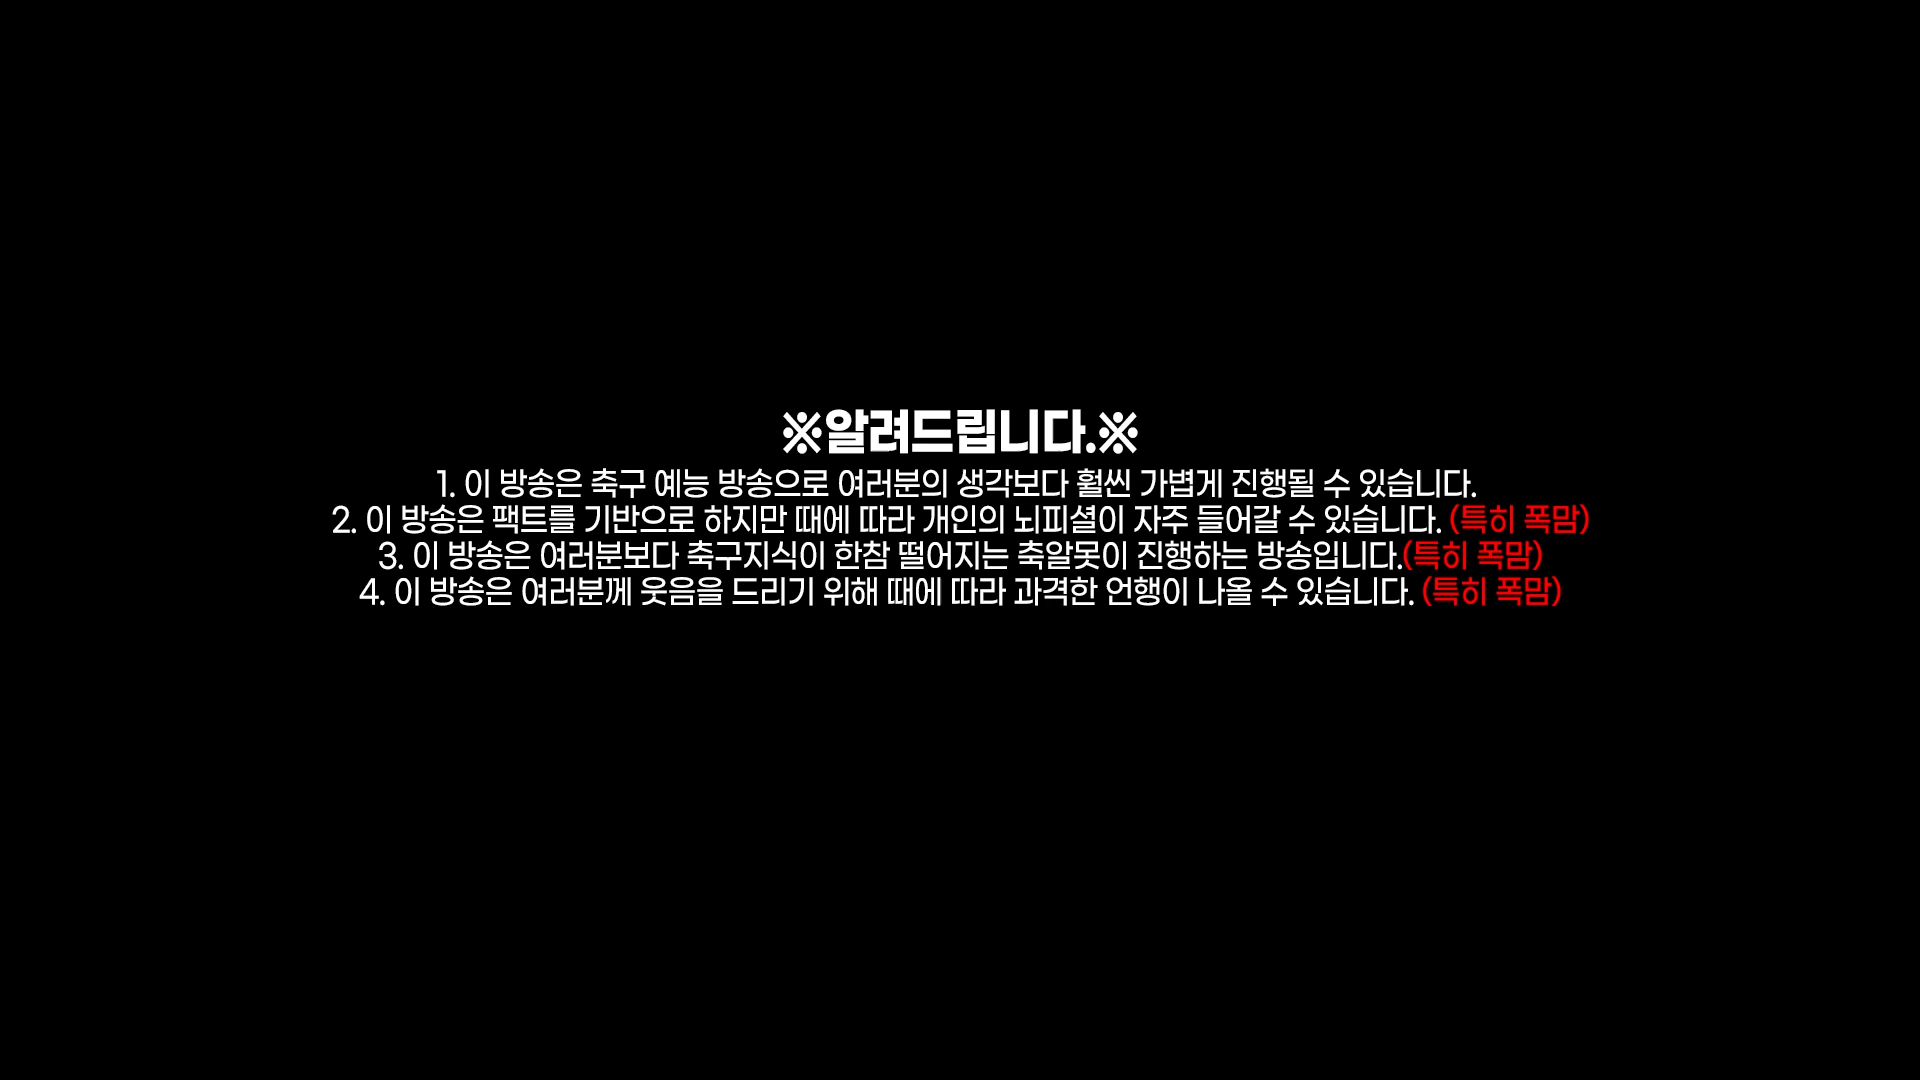 ※알려드립니다.※
1. 이 방송은 축구 예능 방송으로 여러분의 생각보다 훨씬 가볍게 진행될 수 있습니다.
2. 이 방송은 팩트를 기반으로 하지만 때에 따라 개인의 뇌피셜이 자주 들어갈 수 있습니다. (특히 폭맘)
3. 이 방송은 여러분보다 축구지식이 한참 떨어지는 축알못이 진행하는 방송입니다.(특히 폭맘)
4. 이 방송은 여러분께 웃음을 드리기 위해 때에 따라 과격한 언행이 나올 수 있습니다. (특히 폭맘)